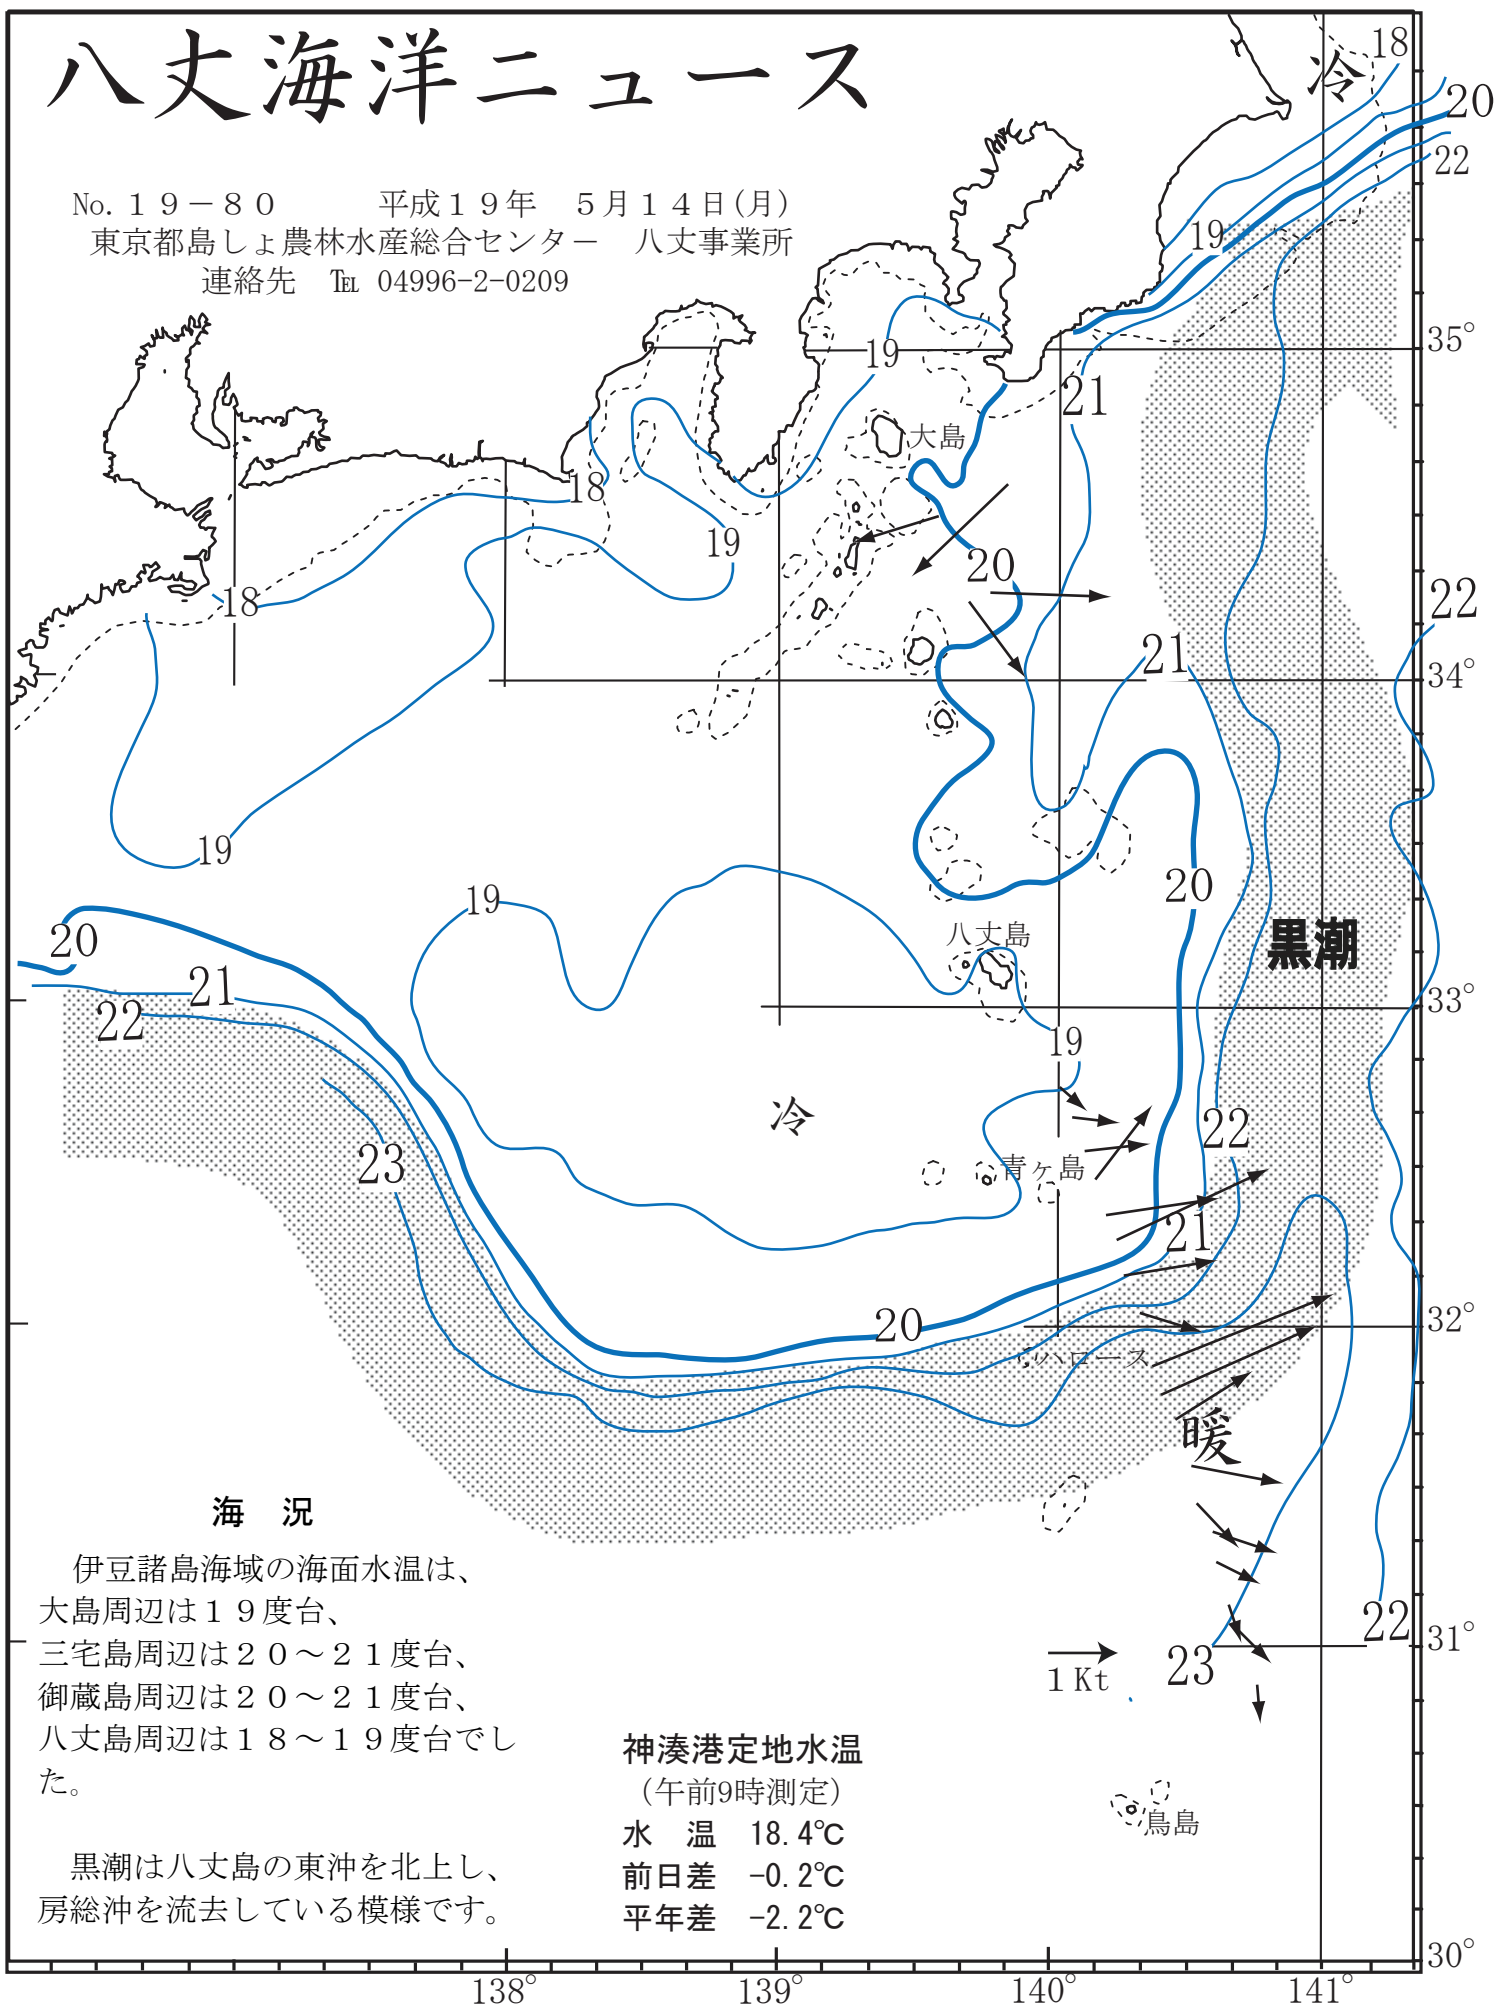 八丈海洋ニュース
No.１９－８０　平成１９年　５月１４日(月)
東京都島しょ農林水産総合センター　八丈事業所
連絡先　℡ 04996-2-0209
冷
18
20
22
19
35°
19
21
大島
18
19
20
18
22
21
34°
19
19
20
20
八丈島
黒潮
21
22
33°
19
冷
22
23
青ヶ島
21
20
32°
ハロース
暖
海　況
伊豆諸島海域の海面水温は、
大島周辺は１９度台、
三宅島周辺は２０～２１度台、
御蔵島周辺は２０～２１度台、
八丈島周辺は１８～１９度台でし
た。
黒潮は八丈島の東沖を北上し、
房総沖を流去している模様です。
22
31°
23
1 Kt
神湊港定地水温
（午前9時測定）
水　温　18.4℃
前日差　-0.2℃
平年差　-2.2℃
鳥島
30°
138°
139°
140°
141°